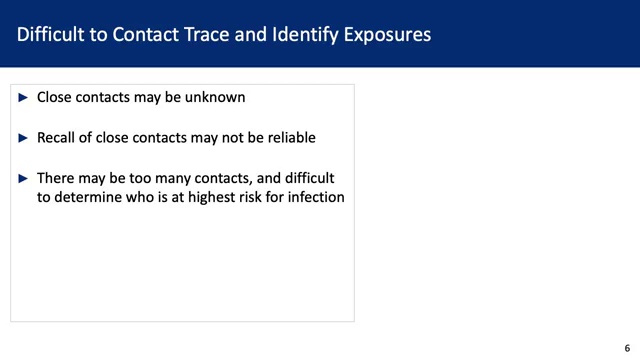 Difficult to Contact Trace and Identify Exposures
► Close contacts may be unknown
► Recall of close contacts may not be reliable
► There may be too many contacts, and difficult
to determine who is at highest risk for infection
6